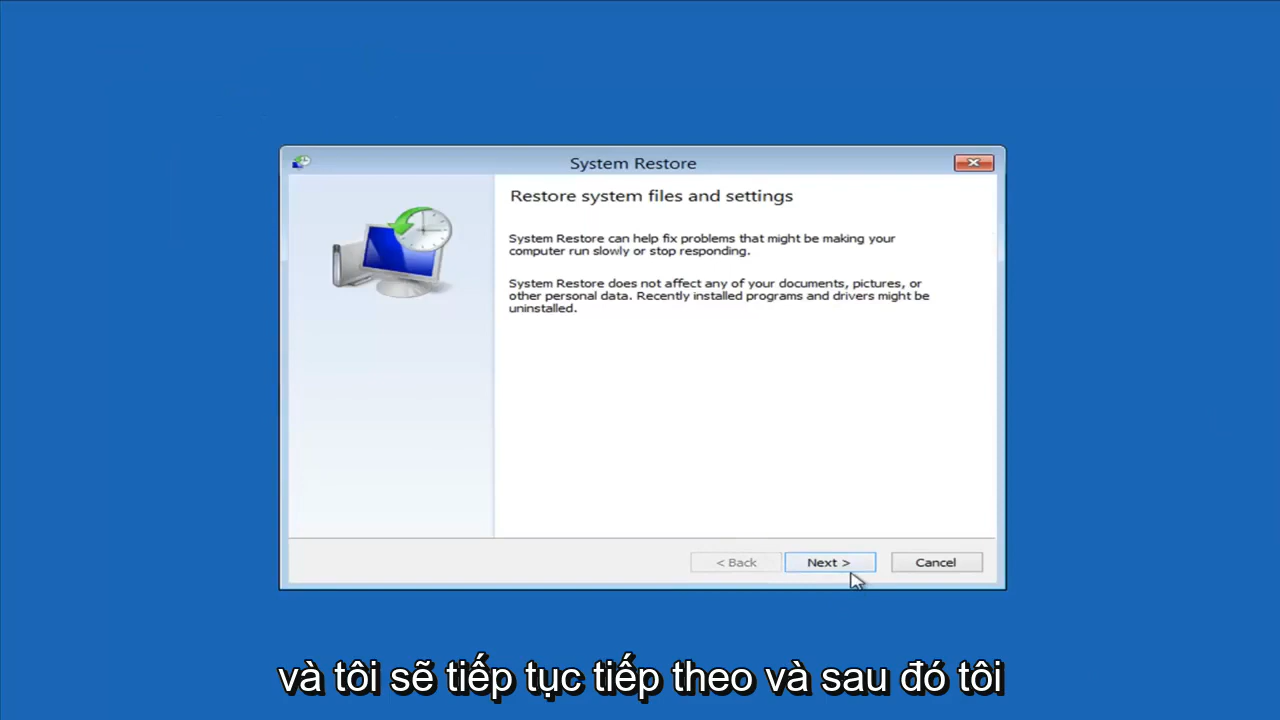 System Restore
Restore system files and settings
System Restore can help fix problems that might be making your
computer run slowly or stop responding.
System Restore does not affect any of your documents, pictures, or
other personal data. Recently installed programs and drivers might be
uninstalled.
< Back
Next >
Cancel
và tôi sẽ tiếp tục tiếp theo và sau đó tôi